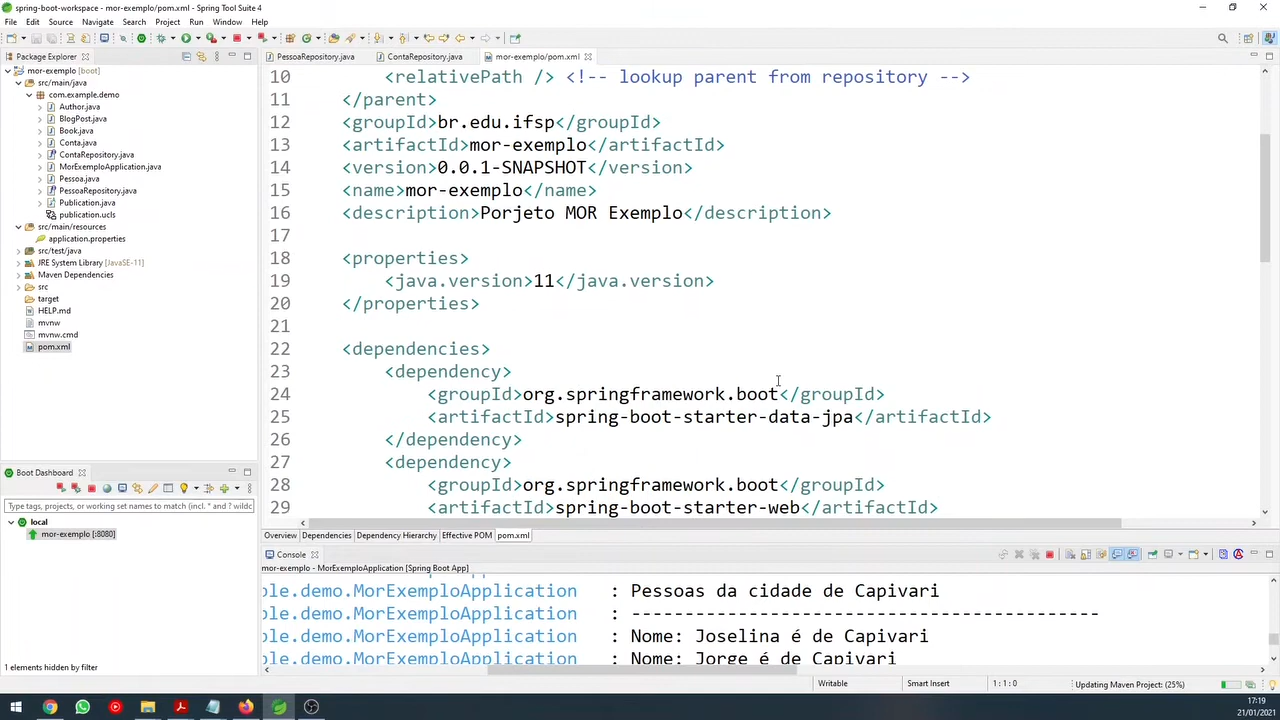 spring-boot-workspace - mor-exemplo/pom.xml - Spring Tool Suite 4
File Edit Source Navigate Search Project Run Window Help
Package Explorer
mor-exemplo [boot]
src/main/java
com.example.demo
Author.java
BlogPost.java
Book.java
Conta.java
ContaRepository.java
MorExemploApplication.java
Pessoa.java
PessoaRepository.java
Publication.java
publication.ucls
src/main/resources
application.properties
src/test/java
JRE System Library [JavaSE-11]
Maven Dependencies
src
target
HELP.md
mvnw
mvnw.cmd
pom.xml
Boot Dashboard
Type tags, projects, or working set names to match (incl. * and ? wildc
local
mor-exemplo [:8080]
1 elements hidden by filter
PessoaRepository.java ContaRepository.java mor-exemplo/pom.xml
10 <relativePath /> <!-- lookup parent from repository -->
11 </parent>
12 <groupId>br.edu.ifsp</groupId>
13 <artifactId>mor-exemplo</artifactId>
14 <version>0.0.1-SNAPSHOT</version>
15 <name>mor-exemplo</name>
16 <description>Porjeto MOR Exemplo</description>
17
18 <properties>
19 <java.version>11</java.version>
20 </properties>
21
22 <dependencies>
23 <dependency>
24 <groupId>org.springframework.boot</groupId>
25 <artifactId>spring-boot-starter-data-jpa</artifactId>
26 </dependency>
27 <dependency>
28 <groupId>org.springframework.boot</groupId>
29 <artifactId>spring-boot-starter-web</artifactId>
Overview Dependencies Dependency Hierarchy Effective POM pom.xml
Console
mor-exemplo - MorExemploApplication [Spring Boot App]
ple.demo.MorExemploApplication : Pessoas da cidade de Capivari
ple.demo.MorExemploApplication : --------------------------------------------
ple.demo.MorExemploApplication : Nome: Joselina é de Capivari
ple.demo.MorExemploApplication : Nome: Jorge é de Capivari
Writable Smart Insert 1 : 1 : 0 Updating Maven Project: (25%)
17:19
21/01/2021